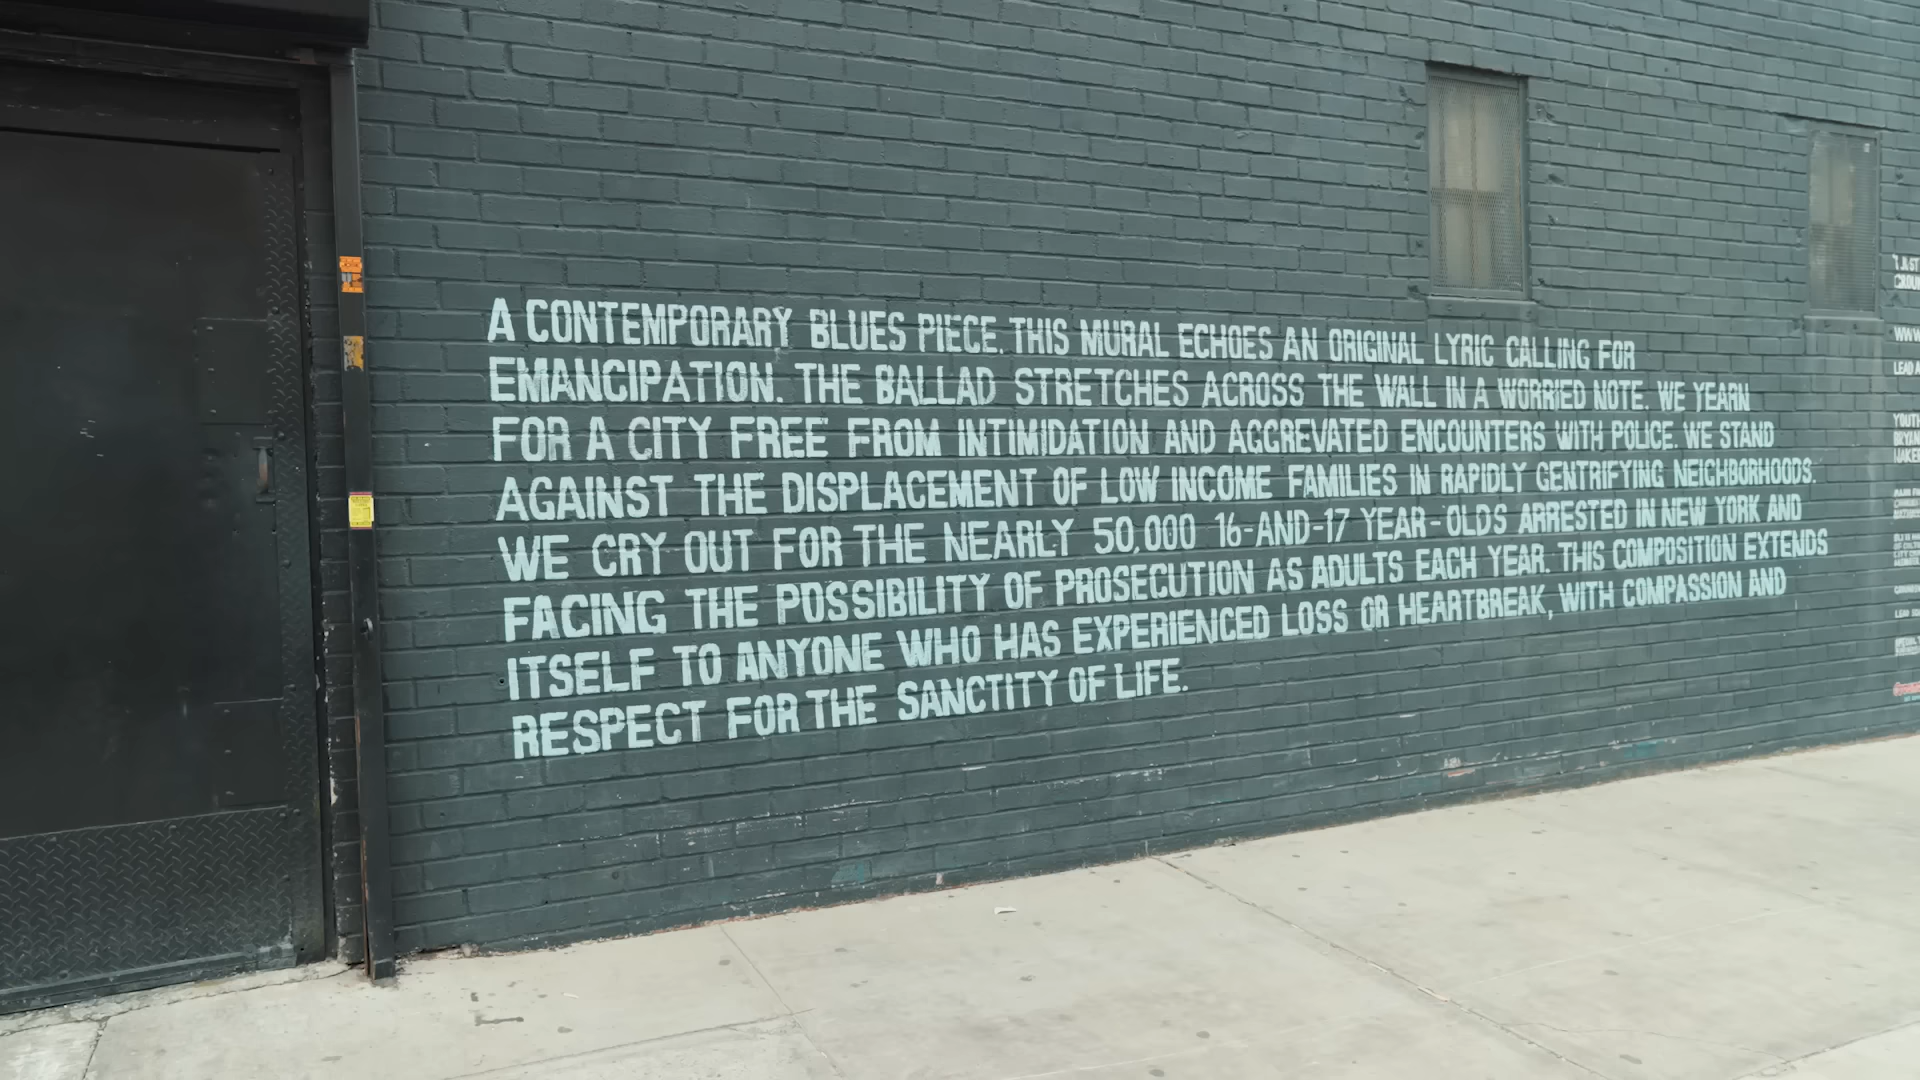 A CONTEMPORARY BLUES PIECE. THIS MURAL ECHOES AN ORIGINAL LYRIC CALLING FOR
EMANCIPATION. THE BALLAD STRETCHES ACROSS THE WALL IN A WORRIED NOTE. WE YEARN
FOR A CITY FREE FROM INTIMIDATION AND AGGREVATED ENCOUNTERS WITH POLICE. WE STAND
AGAINST THE DISPLACEMENT OF LOW INCOME FAMILIES IN RAPIDLY GENTRIFYING NEIGHBORHOODS.
WE CRY OUT FOR THE NEARLY 50,000 16-AND-17 YEAR-OLDS ARRESTED IN NEW YORK AND
FACING THE POSSIBILITY OF PROSECUTION AS ADULTS EACH YEAR. THIS COMPOSITION EXTENDS
ITSELF TO ANYONE WHO HAS EXPERIENCED LOSS OR HEARTBREAK, WITH COMPASSION AND
RESPECT FOR THE SANCTITY OF LIFE.
WWW
LEAD A